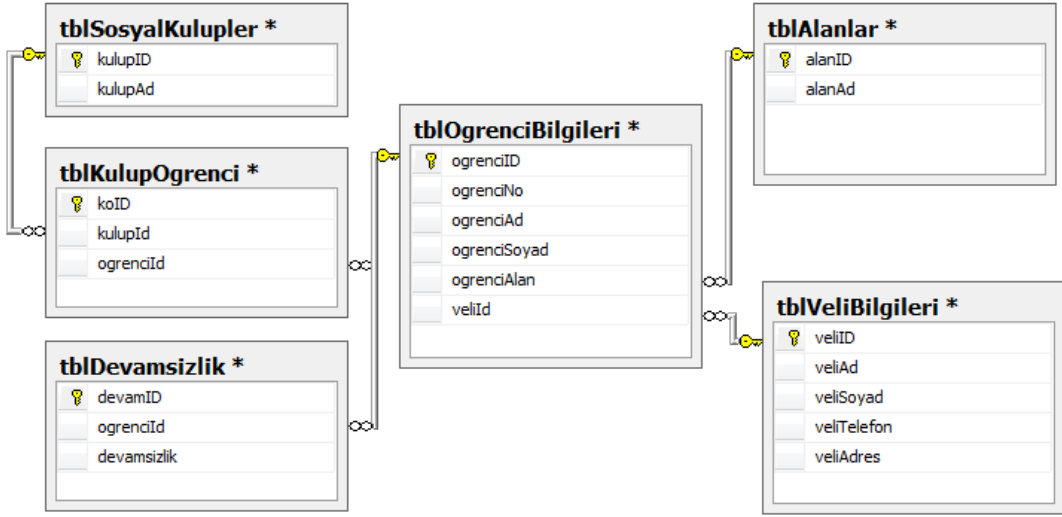 tblSosyalKulupler *
kulupID
kulupAd
tblKulupOgrenci *
koID
kulupId
ogrenciId
tblDevamsizlik *
devamID
ogrenciId
devamsizlik
tblOgrenciBilgileri *
ogrenciID
ogrenciNo
ogrenciAd
ogrenciSoyad
ogrenciAlan
veliId
tblAlanlar *
alanID
alanAd
tblVeliBilgileri *
veliID
veliAd
veliSoyad
veliTelefon
veliAdres